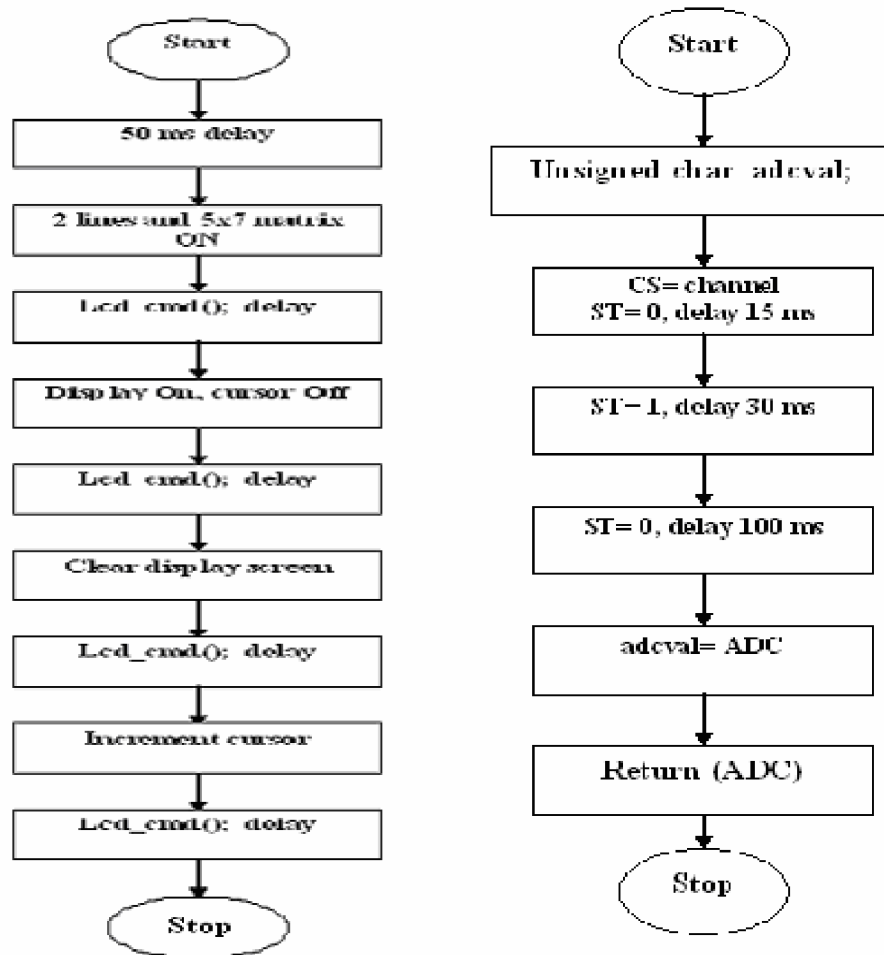 Start
50 ms delay
2 lines and 5x7 matrix
ON
Lcd_cmd(); delay
Display On, cursor Off
Lcd_cmd(); delay
Clear display screen
Lcd_cmd(); delay
Increment cursor
Lcd_cmd(); delay
Stop
Start
Unsigned char adcval;
CS= channel
ST= 0, delay 15 ms
ST= 1, delay 30 ms
ST= 0, delay 100 ms
adcval= ADC
Return (ADC)
Stop